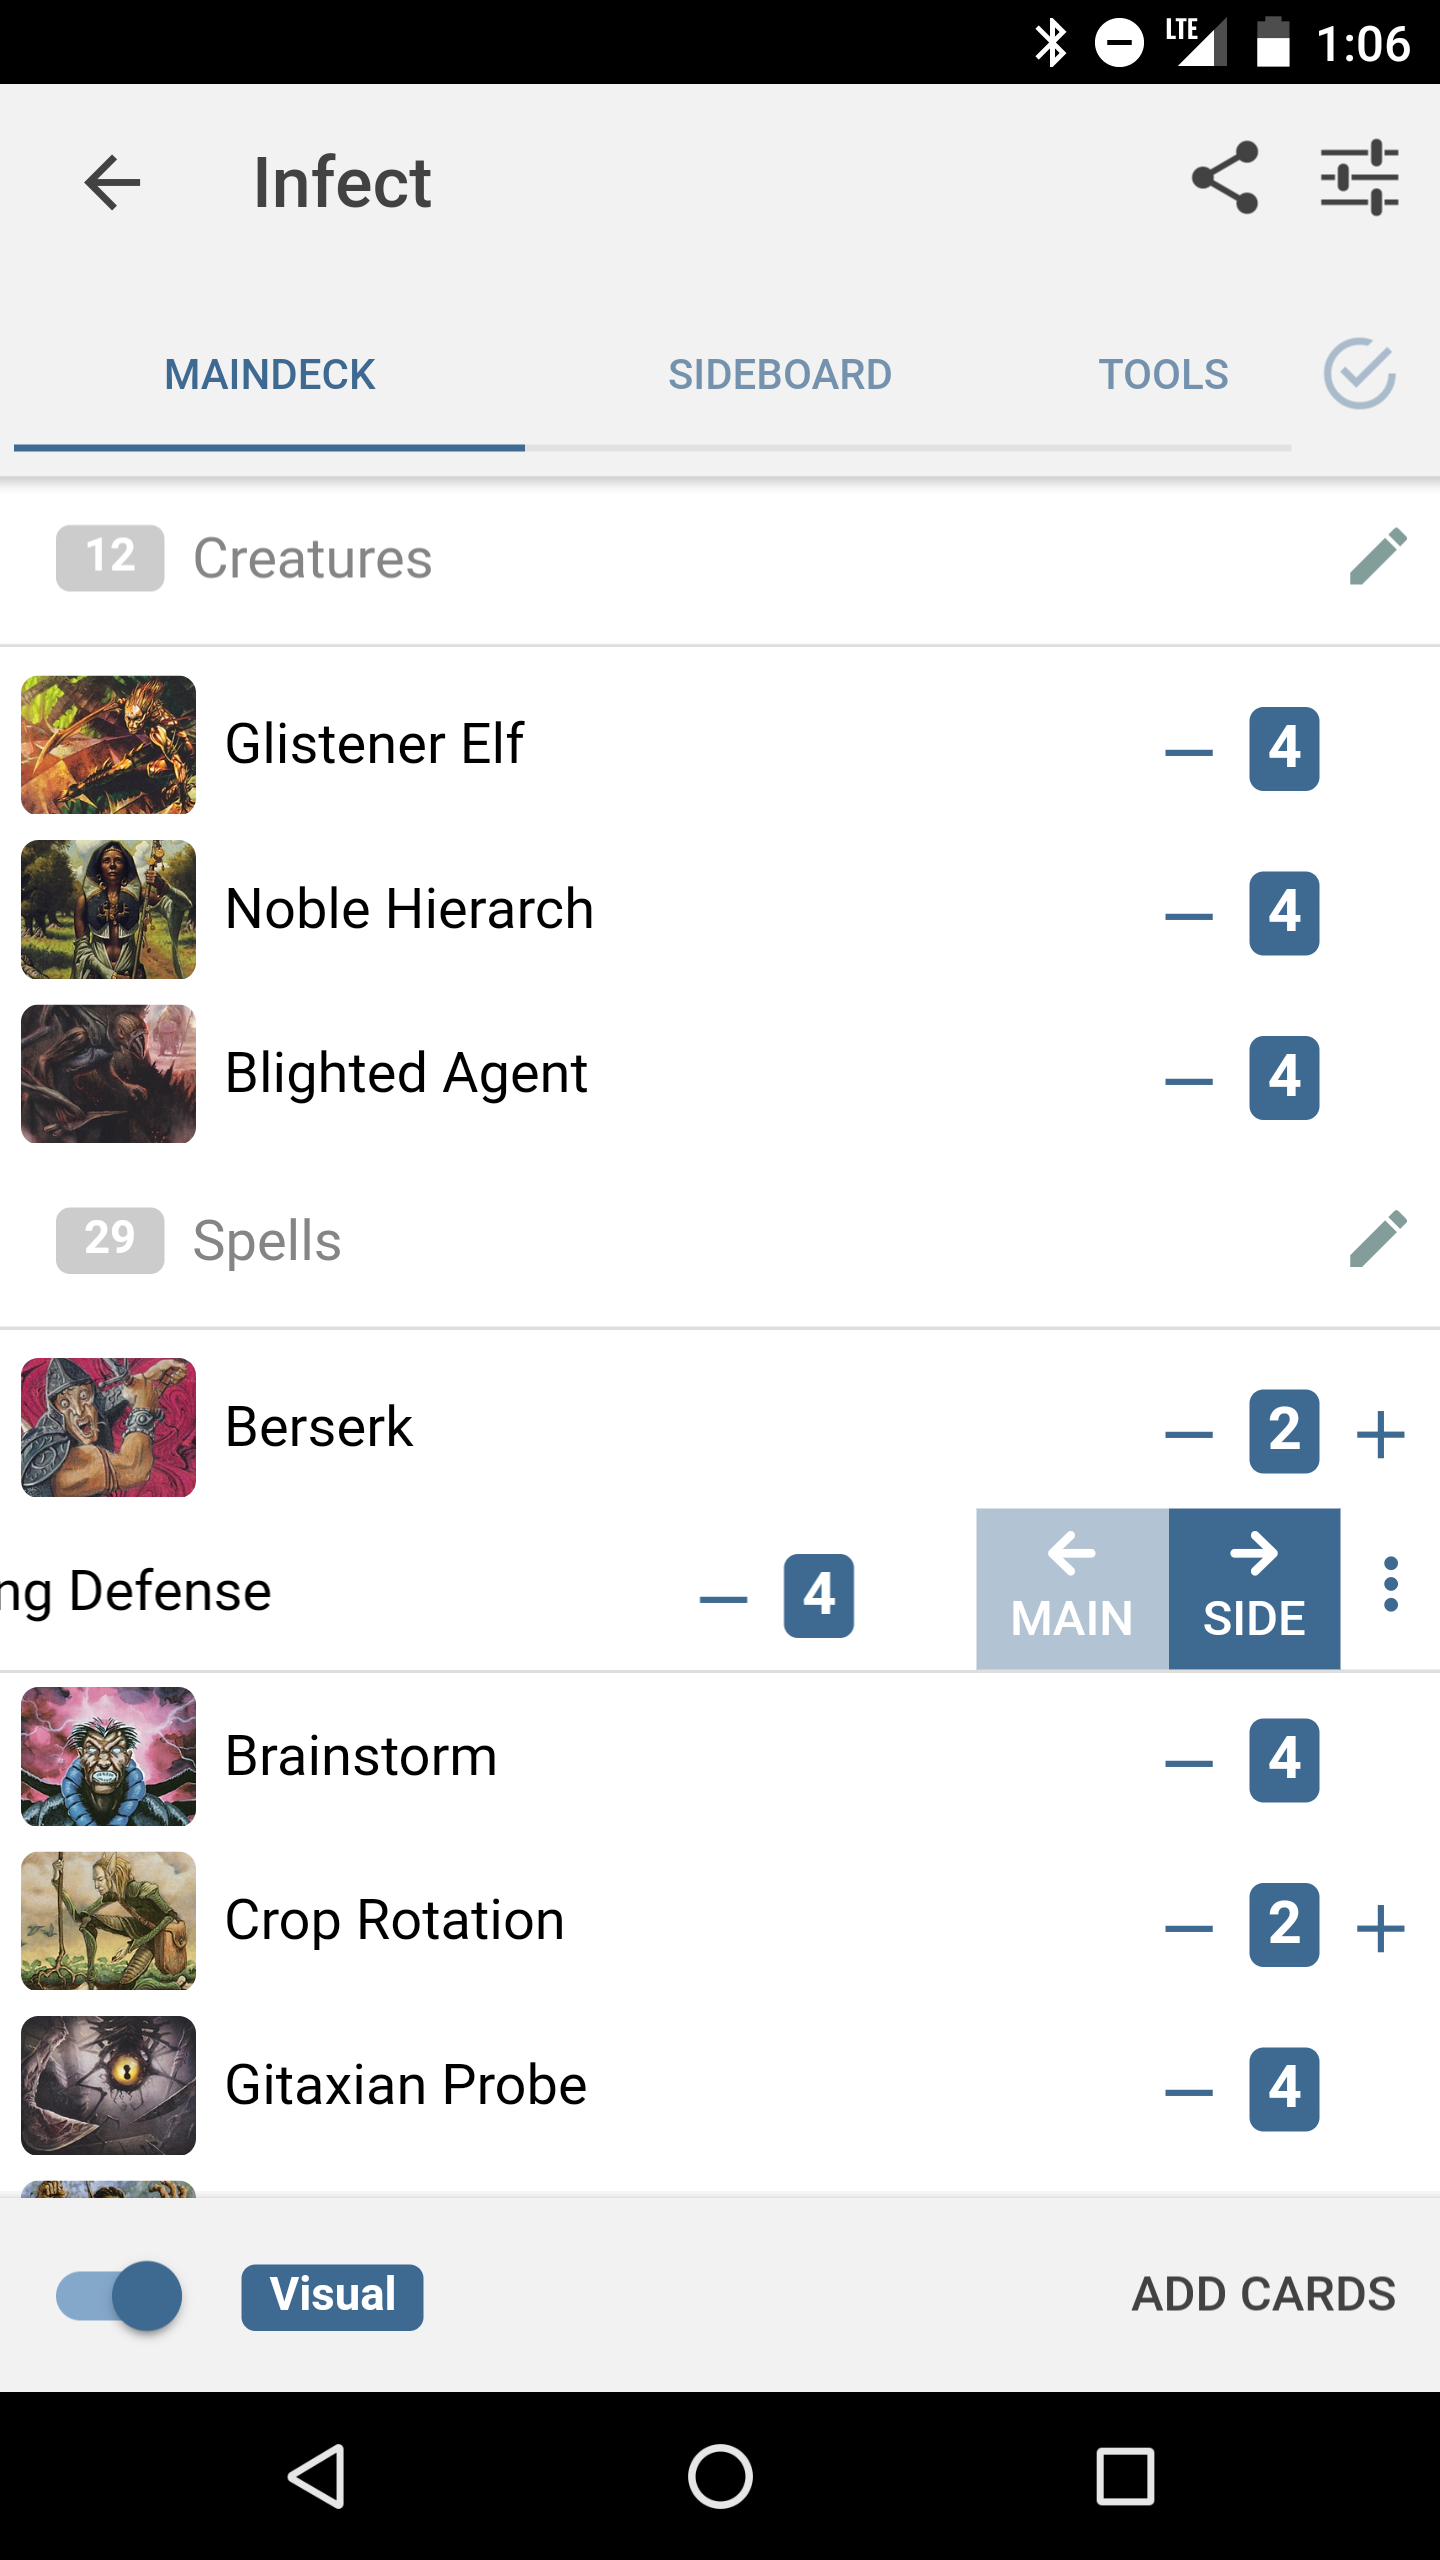 LTE 1:06
Infect
MAINDECK SIDEBOARD TOOLS
12 Creatures
Glistener Elf 4
Noble Hierarch 4
Blighted Agent 4
29 Spells
Berserk 2
ng Defense 4 MAIN SIDE
Brainstorm 4
Crop Rotation 2
Gitaxian Probe 4
Visual ADD CARDS